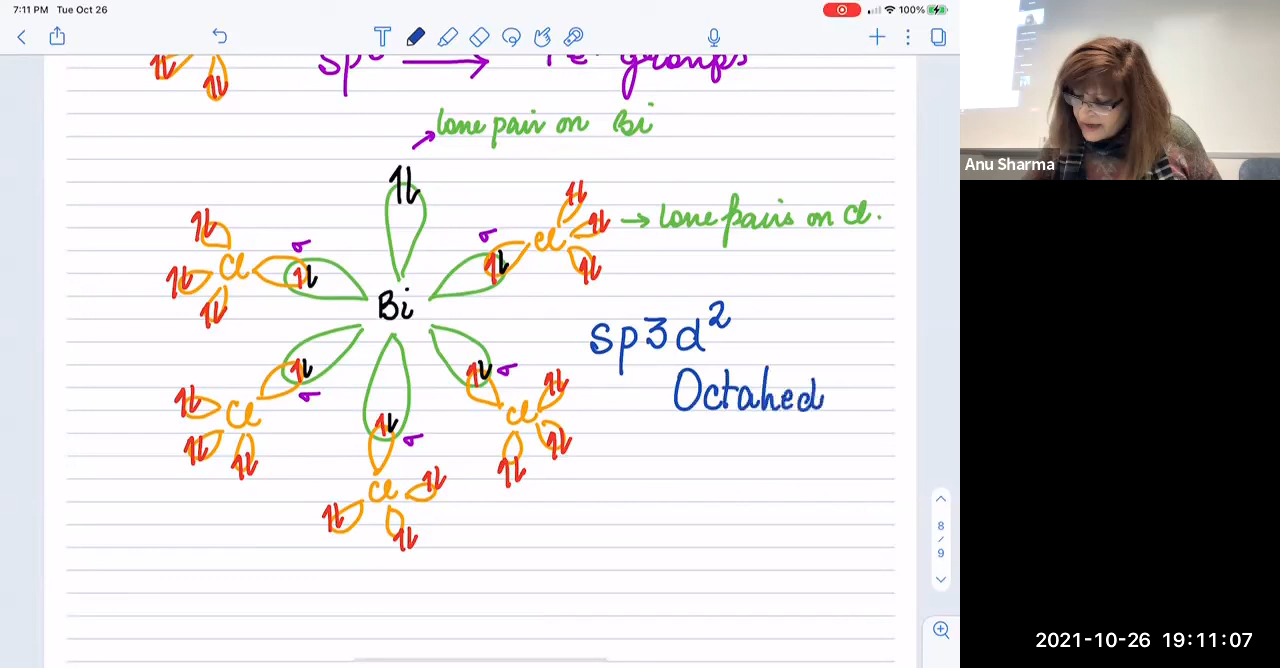 7:11 PM Tue Oct 26
100%
T
groups
lone pair on Bi
Anu Sharma
Cl → lone pairs on Cl.
σ
σ
Cl
Bi
sp3d²
Octahed
σ
σ
Cl
Cl
σ
Cl
8
/
9
2021-10-26 19:11:07